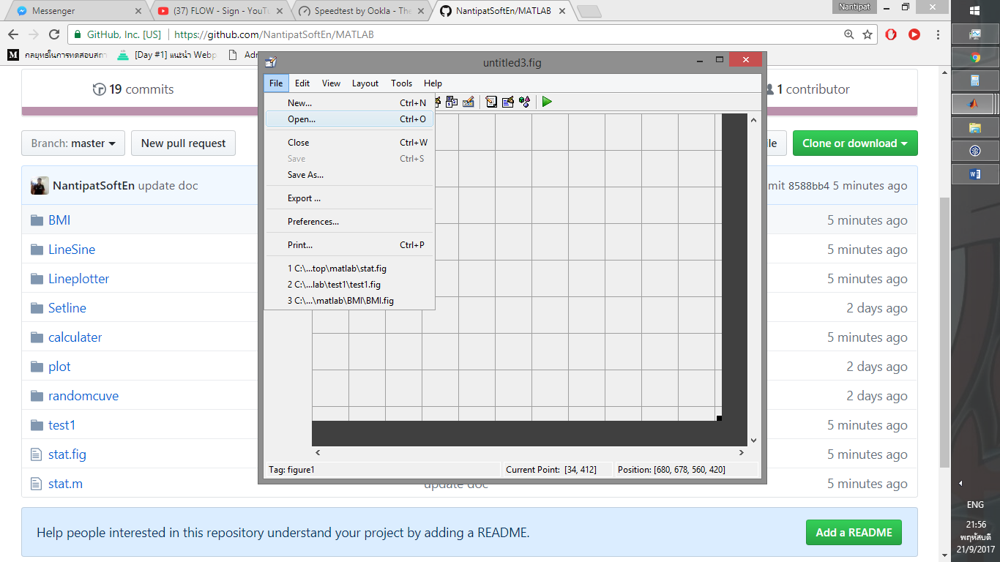 Messenger
(37) FLOW - Sign - YouTu
Speedtest by Ookla - The
NantipatSoftEn/MATLAB
Nantipat
GitHub, Inc. [US]
https://github.com/NantipatSoftEn/MATLAB
กลยุทธ์ในการทดสอบสถา
[Day #1] แนะนำ Webp
Adr
untitled3.fig
File Edit View Layout Tools Help
19 commits
1 contributor
New... Ctrl+N
Open... Ctrl+O
Close Ctrl+W
Save Ctrl+S
Save As...
Export ...
Preferences...
Print... Ctrl+P
1 C:\...top\matlab\stat.fig
2 C:\...lab\test1\test1.fig
3 C:\...\matlab\BMI\BMI.fig
Branch: master
New pull request
ile
Clone or download
NantipatSoftEn update doc
mit 8588bb4 5 minutes ago
BMI 5 minutes ago
LineSine 5 minutes ago
Lineplotter 5 minutes ago
Setline 2 days ago
calculater 5 minutes ago
plot 2 days ago
randomcuve 2 days ago
test1 5 minutes ago
stat.fig 5 minutes ago
Tag: figure1
Current Point: [34, 412]
Position: [680, 678, 560, 420]
stat.m update doc 5 minutes ago
Help people interested in this repository understand your project by adding a README.
Add a README
ENG
21:56
พฤหัสบดี
21/9/2017